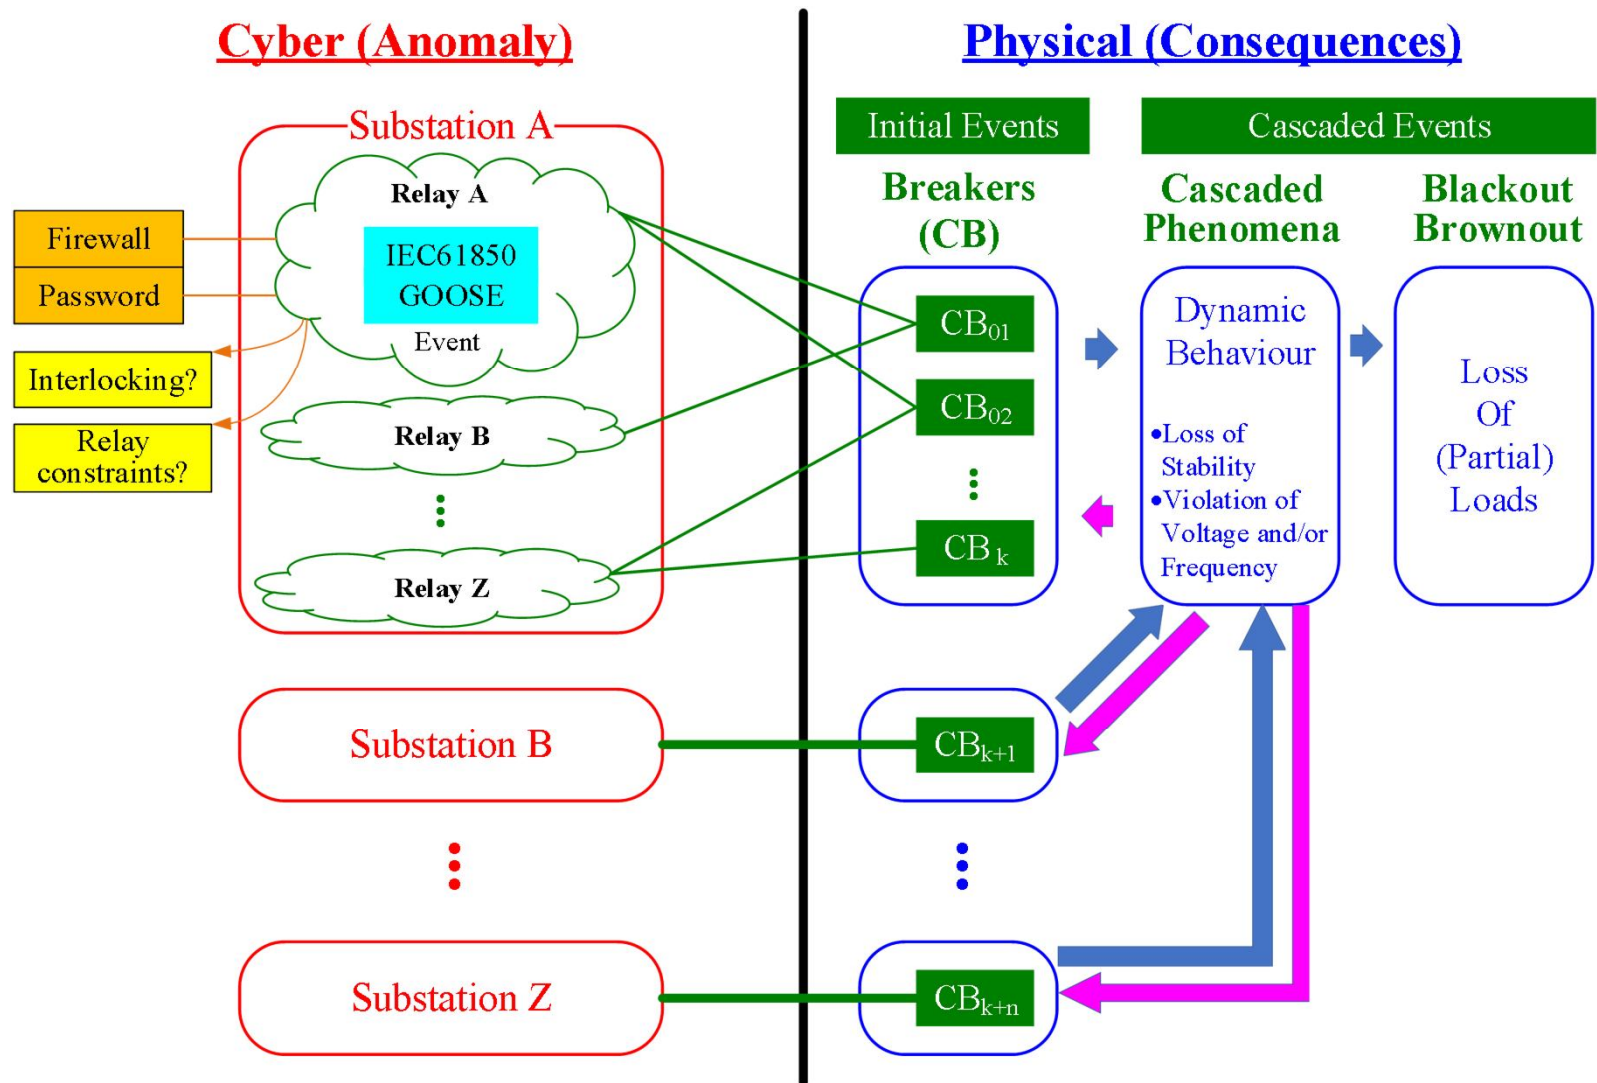 Cyber (Anomaly)
Physical (Consequences)
Substation A
Relay A
IEC61850
GOOSE
Event
Firewall
Password
Interlocking?
Relay
constraints?
Relay B
Relay Z
Substation B
Substation Z
Initial Events
Cascaded Events
Breakers
(CB)
CB01
CB02
CB k
CBk+1
CBk+n
Cascaded
Phenomena
Dynamic
Behaviour
•Loss of
Stability
•Violation of
Voltage and/or
Frequency
Blackout
Brownout
Loss
Of
(Partial)
Loads